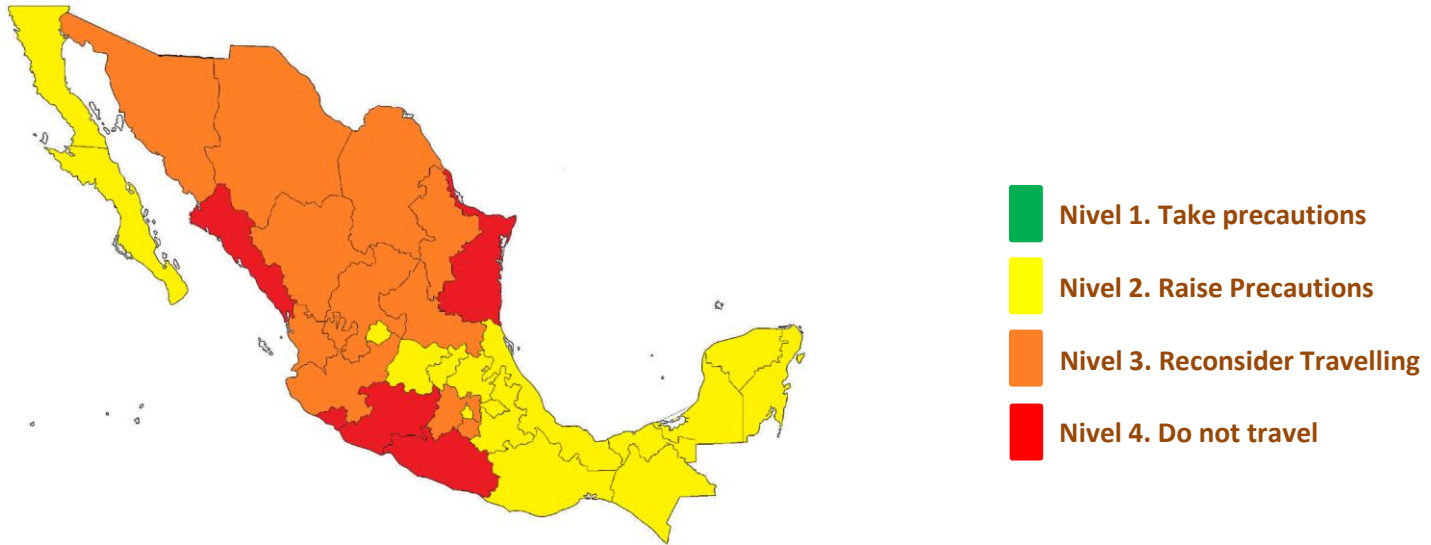 Nivel 1. Take precautions
Nivel 2. Raise Precautions
Nivel 3. Reconsider Travelling
Nivel 4. Do not travel